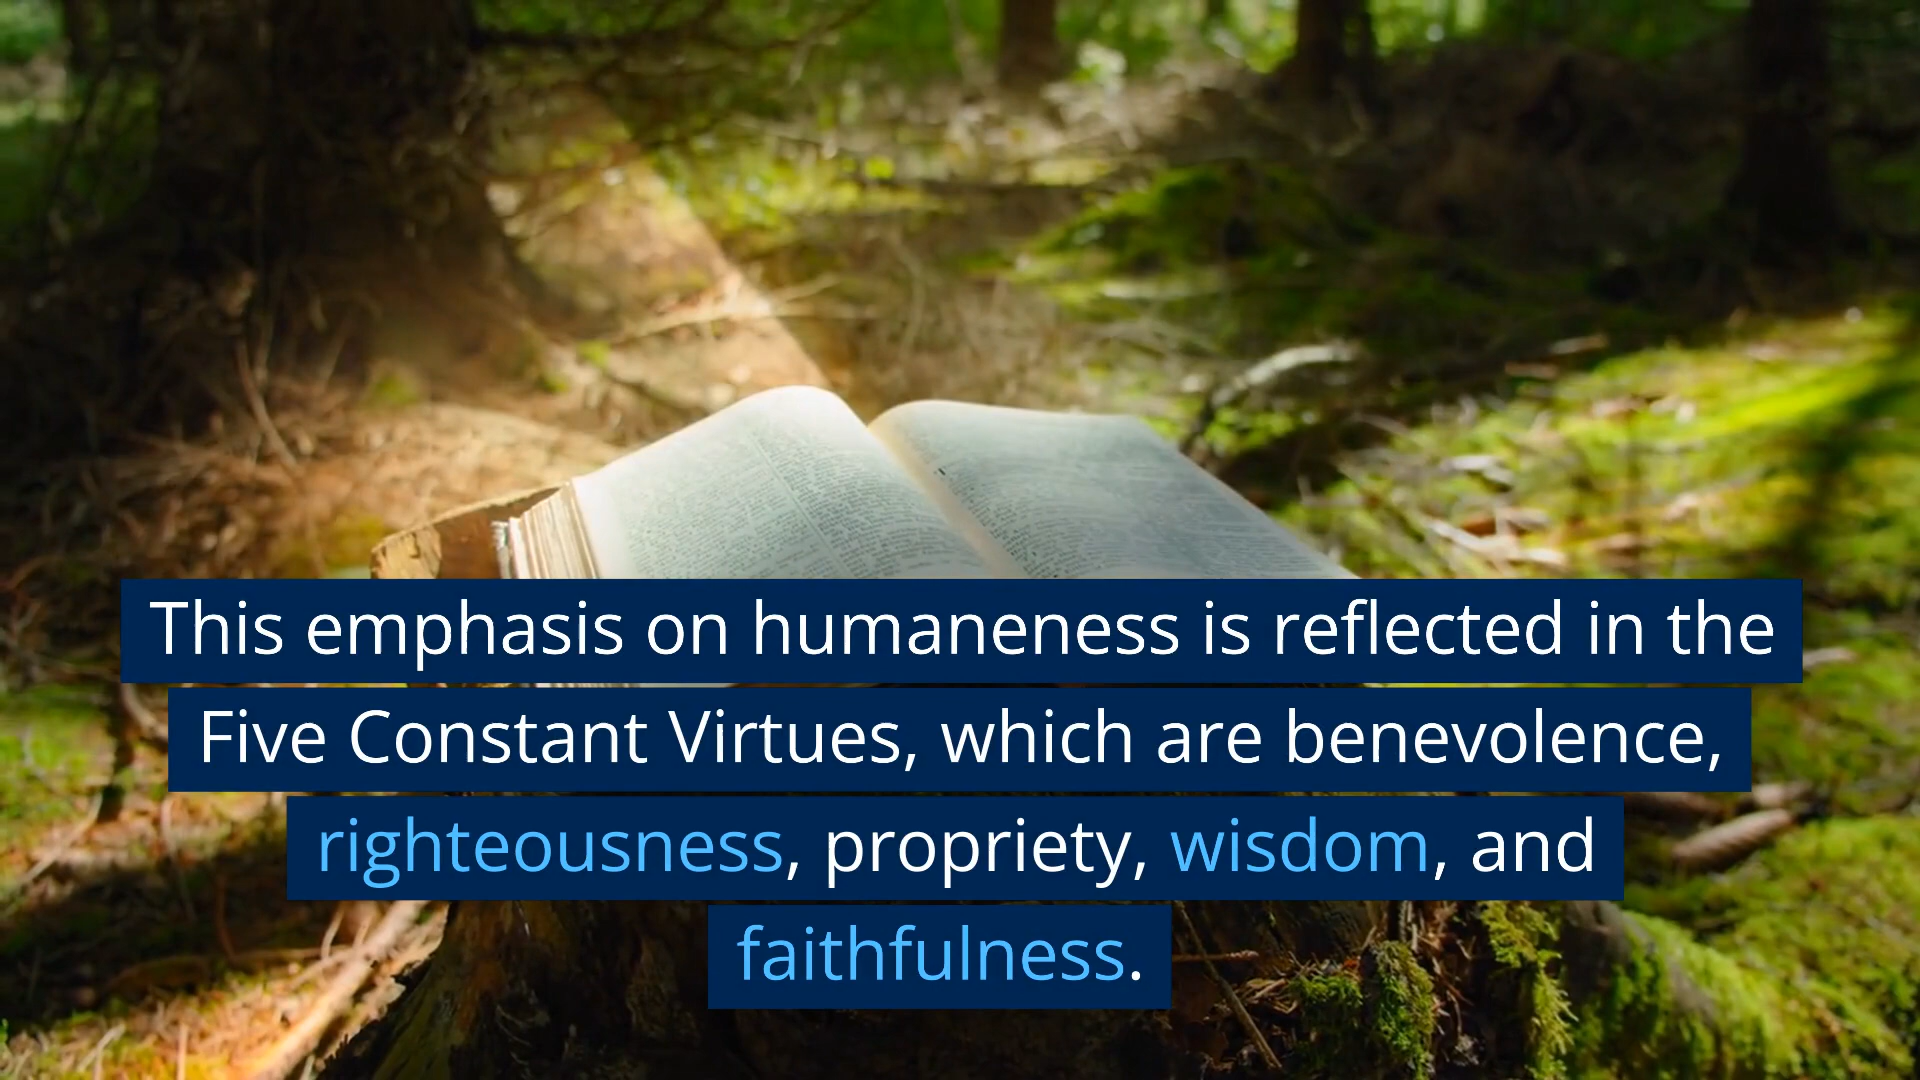 This emphasis on humaneness is reflected in the
Five Constant Virtues, which are benevolence,
righteousness, propriety, wisdom, and
faithfulness.